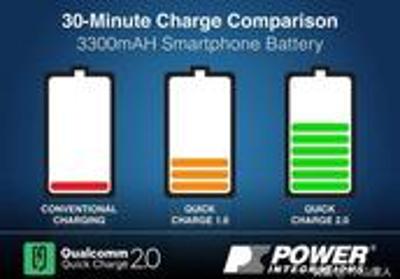 30-Minute Charge Comparison
3300mAH Smartphone Battery
CONVENTIONAL
CHARGING
QUICK
CHARGE 1.0
QUICK
CHARGE 2.0
Qualcomm
Quick Charge 2.0
POWER
INTEGRATIONS